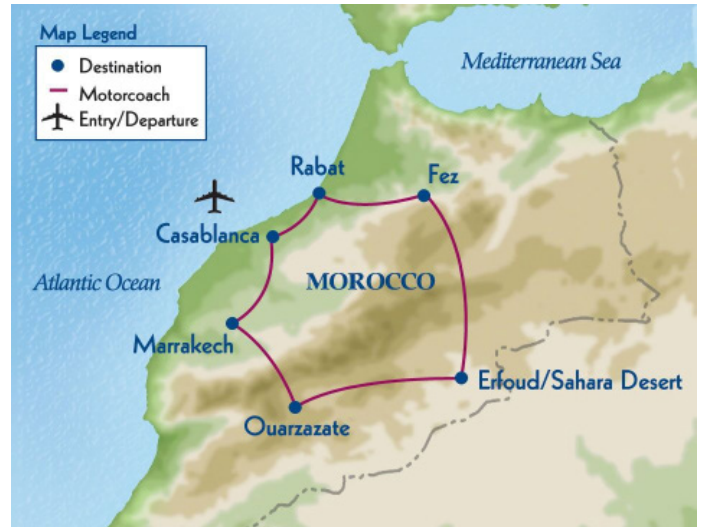 Map Legend
Destination
Motorcoach
Entry/Departure
Mediterranean Sea
Rabat
Fez
Casablanca
Atlantic Ocean
MOROCCO
Marrakech
Erfoud/Sahara Desert
Ouarzazate